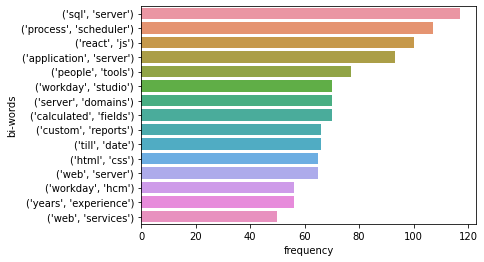 ('sql', 'server')
('process', 'scheduler')
('react', 'js')
('application', 'server')
('people', 'tools')
('workday', 'studio')
('server', 'domains')
('calculated', 'fields')
('custom', 'reports')
('till', 'date')
('html', 'css')
('web', 'server')
('workday', 'hcm')
('years', 'experience')
('web', 'services')
bi-words
0 20 40 60 80 100 120
frequency